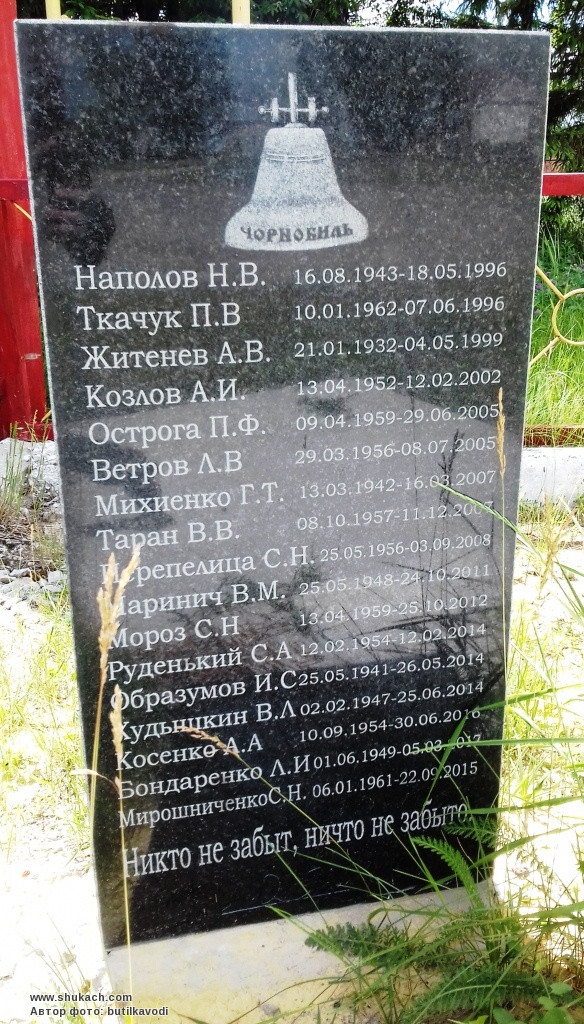 ЧОРНОБИЛЬ
Наполов Н.В. 16.08.1943-18.05.1996
Ткачук П.В 10.01.1962-07.06.1996
Житенев А.В. 21.01.1932-04.05.1999
Козлов А.И. 13.04.1952-12.02.2002
Острога П.Ф. 09.04.1959-29.06.2005
Ветров Л.В 29.03.1956-08.07.2005
Михиенко Г.Т. 13.03.1942-16.03.2007
Таран В.В. 08.10.1957-11.12.2007
Перепелица С.Н. 25.05.1956-03.09.2008
В.М. 25.05.1948-24.10.2011
Мороз С.Н 13.04.1959-25.10.2012
Руденький С.А 12.02.1954-12.02.2014
Образумов И.С 25.05.1941-26.05.2014
Худышкин В.Л 02.02.1947-25.06.2014
Косенко А.А 10.09.1954-30.06.2016
Бондаренко Л.И 01.06.1949-05.03.2017
Мирошниченко С.Н. 06.01.1961-22.09.2015
Никто не забыт, ничто не забыто.
www.shukach.com
Автор фото: butilkavodi